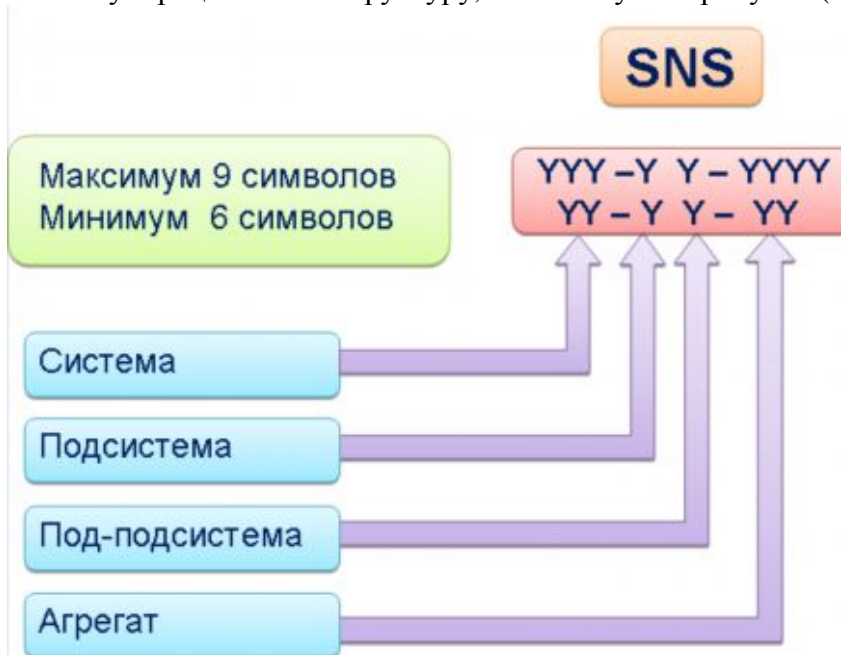 SNS
Максимум 9 символов
Минимум 6 символов
YYY –Y Y – YYYY
YY – Y Y – YY
Система
Подсистема
Под-подсистема
Агрегат